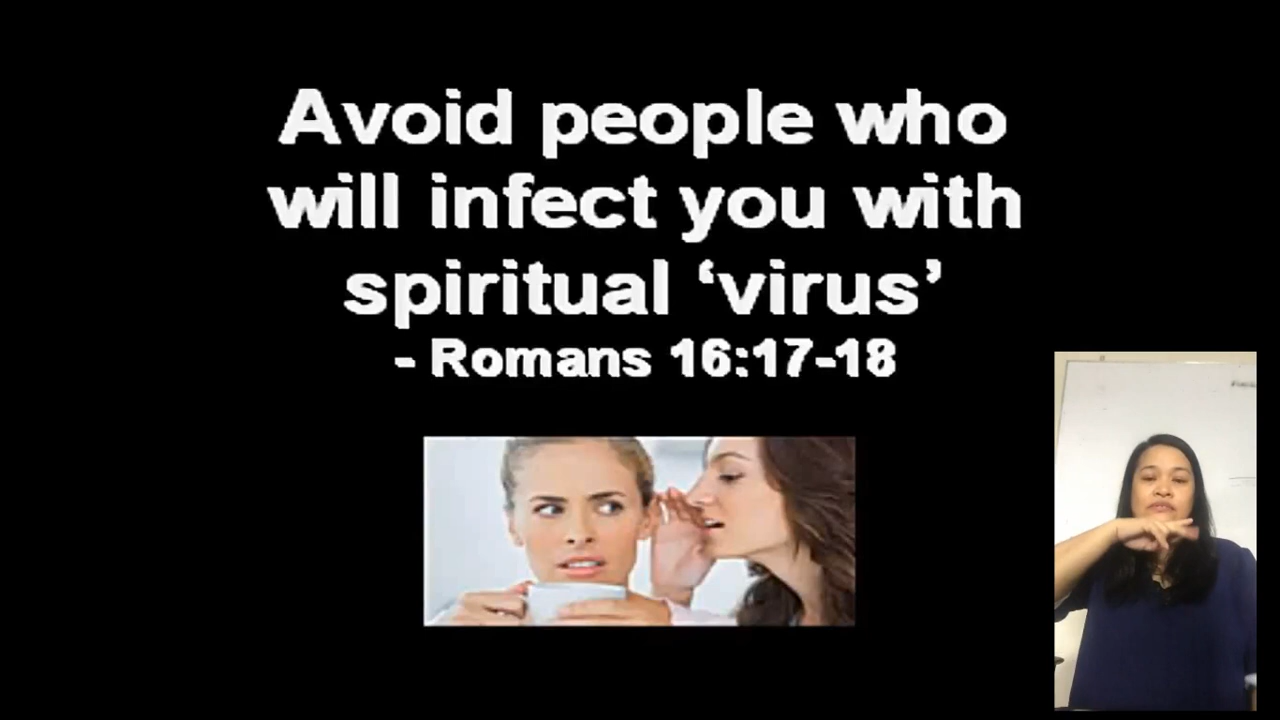 Avoid people who
will infect you with
spiritual ‘virus’
- Romans 16:17-18